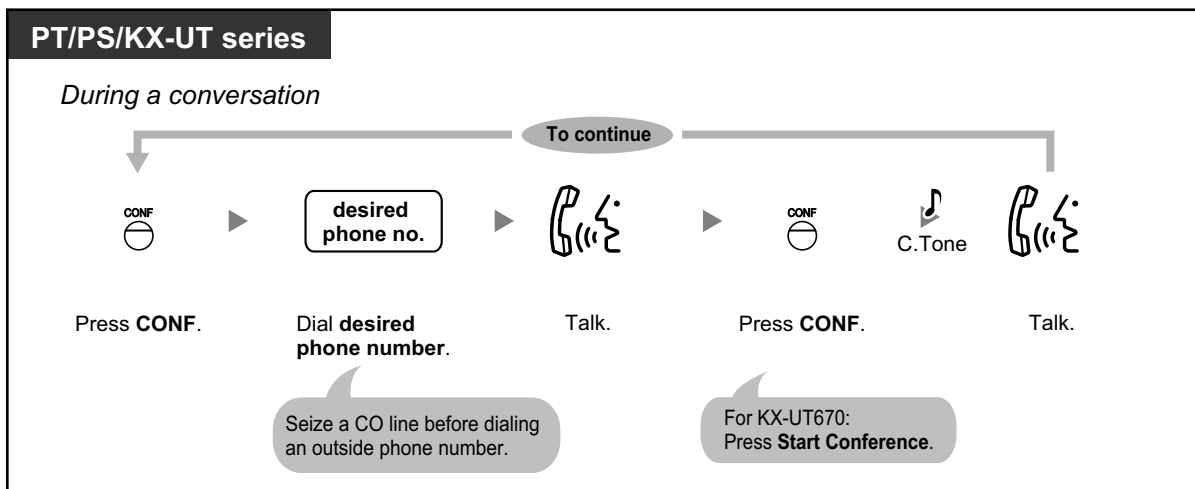 PT/PS/KX-UT series
During a conversation
To continue
CONF
desired
phone no.
CONF
C.Tone
Press CONF.
Dial desired
phone number.
Talk.
Press CONF.
Talk.
Seize a CO line before dialing
an outside phone number.
For KX-UT670:
Press Start Conference.